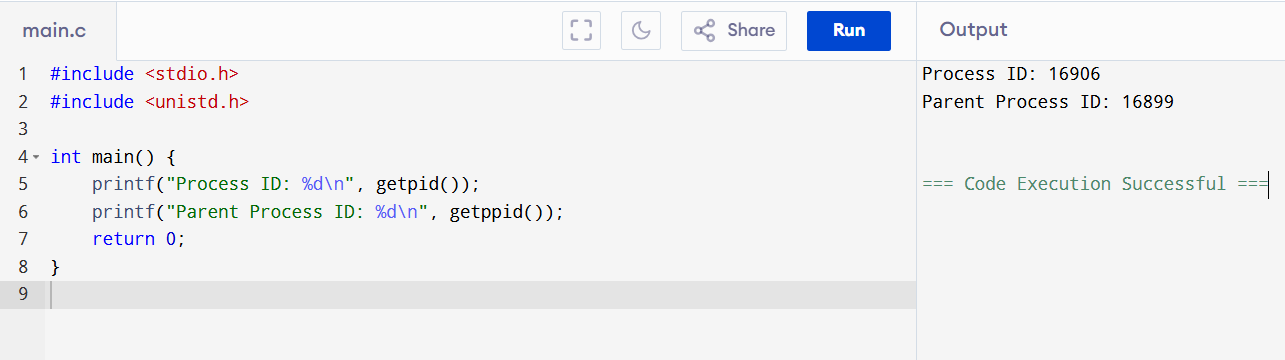 main.c
Share
Run
Output
1 #include <stdio.h>
2 #include <unistd.h>
3
4 int main() {
5     printf("Process ID: %d\n", getpid());
6     printf("Parent Process ID: %d\n", getppid());
7     return 0;
8 }
9
Process ID: 16906
Parent Process ID: 16899
=== Code Execution Successful ===